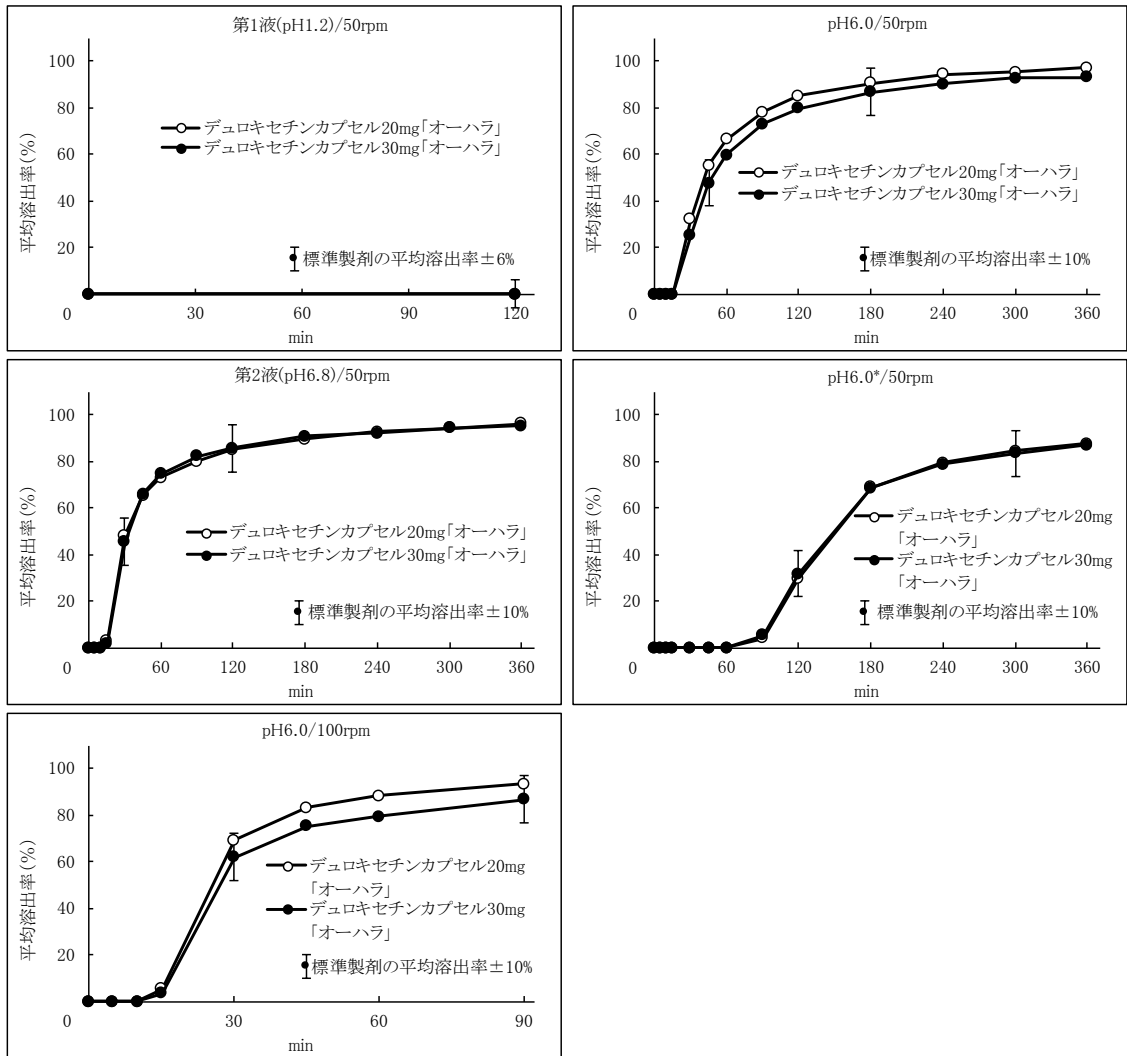 第1液(pH1.2)/50rpm
平均溶出率(%)
100
80
60
40
20
0
30
60
90
120
min
デュロキセチンカプセル20mg「オーハラ」
デュロキセチンカプセル30mg「オーハラ」
標準製剤の平均溶出率±6%
pH6.0/50rpm
平均溶出率(%)
100
80
60
40
20
0
60
120
180
240
300
360
min
デュロキセチンカプセル20mg「オーハラ」
デュロキセチンカプセル30mg「オーハラ」
標準製剤の平均溶出率±10%
第2液(pH6.8)/50rpm
平均溶出率(%)
100
80
60
40
20
0
60
120
180
240
300
360
min
デュロキセチンカプセル20mg「オーハラ」
デュロキセチンカプセル30mg「オーハラ」
標準製剤の平均溶出率±10%
pH6.0*/50rpm
平均溶出率(%)
100
80
60
40
20
0
60
120
180
240
300
360
min
デュロキセチンカプセル20mg
「オーハラ」
デュロキセチンカプセル30mg
「オーハラ」
標準製剤の平均溶出率±10%
pH6.0/100rpm
平均溶出率(%)
100
80
60
40
20
0
30
60
90
min
デュロキセチンカプセル20mg
「オーハラ」
デュロキセチンカプセル30mg
「オーハラ」
標準製剤の平均溶出率±10%